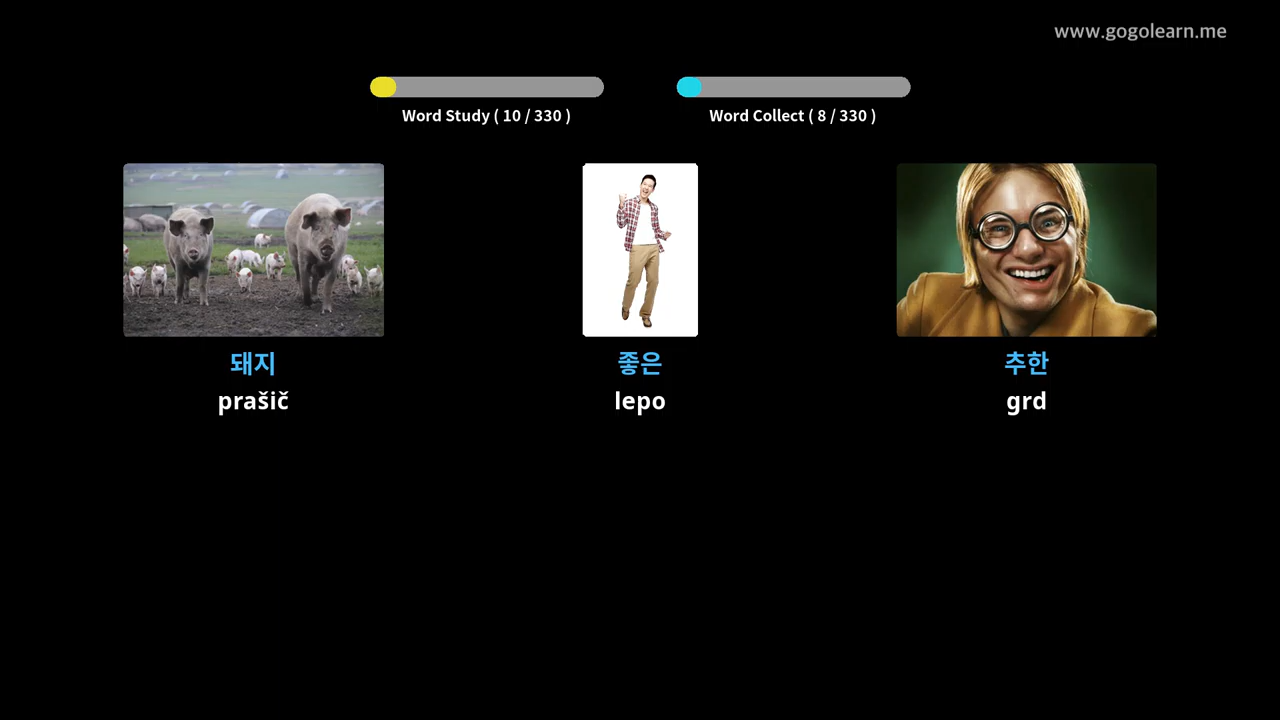 www.gogolearn.me
Word Study ( 10 / 330 )
Word Collect ( 8 / 330 )
돼지
좋은
추한
prašič
lepo
grd